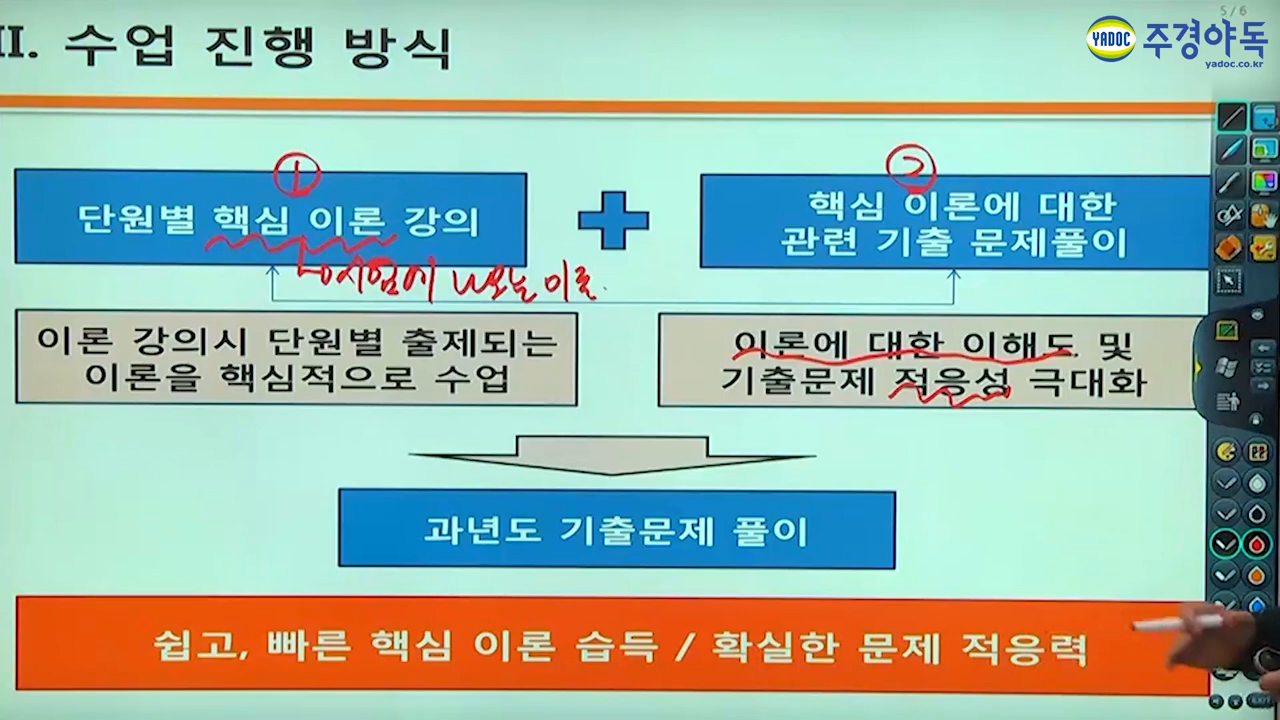 5 / 6
YADOC 주경야독
yadoc.co.kr
II. 수업 진행 방식
①
단원별 핵심 이론 강의
②
핵심 이론에 대한
관련 기출 문제풀이
시험에 나오는 이론.
이론 강의시 단원별 출제되는
이론을 핵심적으로 수업
이론에 대한 이해도 및
기출문제 적응성 극대화
과년도 기출문제 풀이
쉽고, 빠른 핵심 이론 습득 / 확실한 문제 적응력